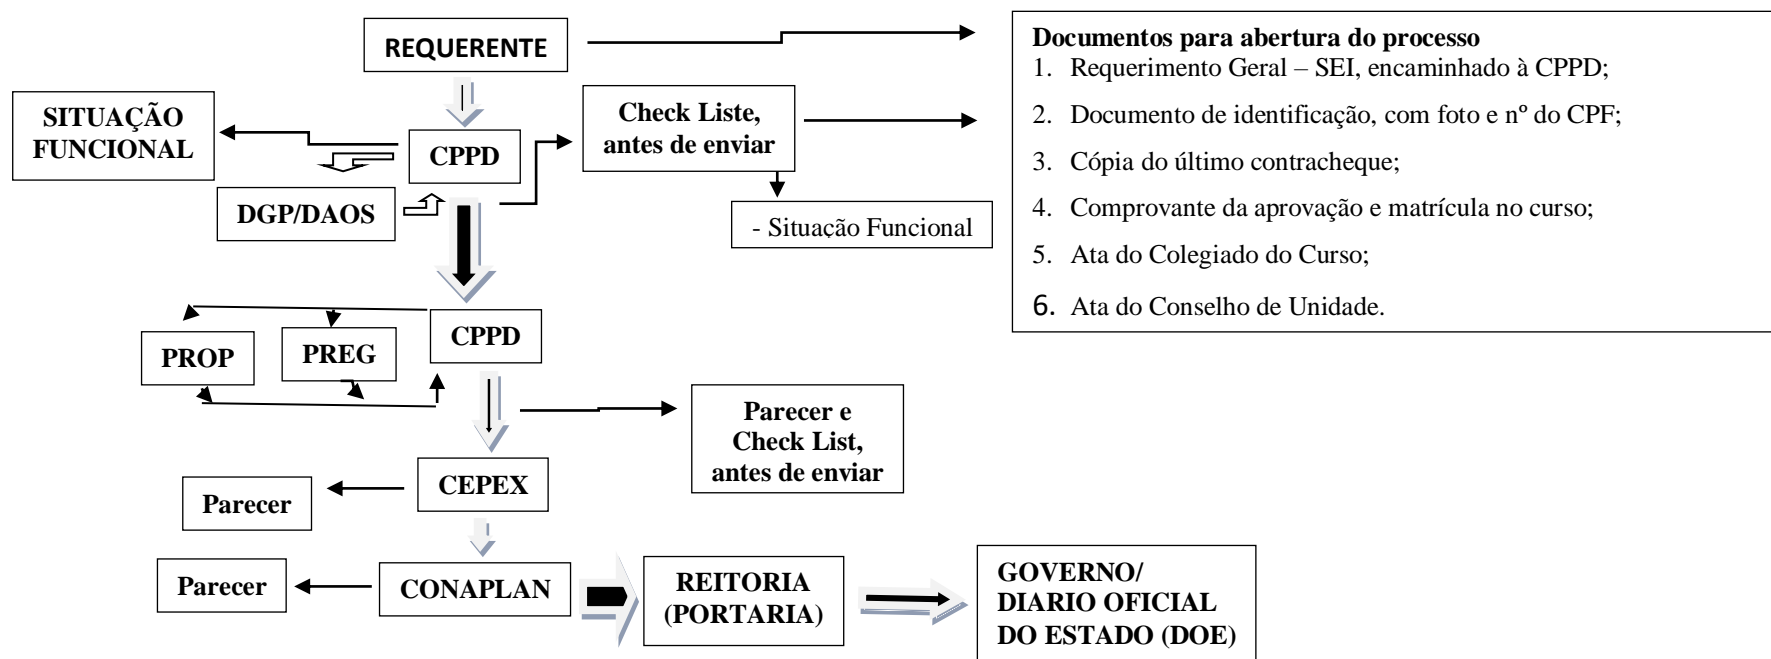 REQUERENTE
Documentos para abertura do processo
1. Requerimento Geral – SEI, encaminhado à CPPD;
2. Documento de identificação, com foto e nº do CPF;
3. Cópia do último contracheque;
4. Comprovante da aprovação e matrícula no curso;
5. Ata do Colegiado do Curso;
6. Ata do Conselho de Unidade.
SITUAÇÃO
FUNCIONAL
CPPD
Check Liste,
antes de enviar
DGP/DAOS
- Situação Funcional
CPPD
PROP
PREG
Parecer e
Check List,
antes de enviar
CEPEX
Parecer
CONAPLAN
Parecer
REITORIA
(PORTARIA)
GOVERNO/
DIARIO OFICIAL
DO ESTADO (DOE)